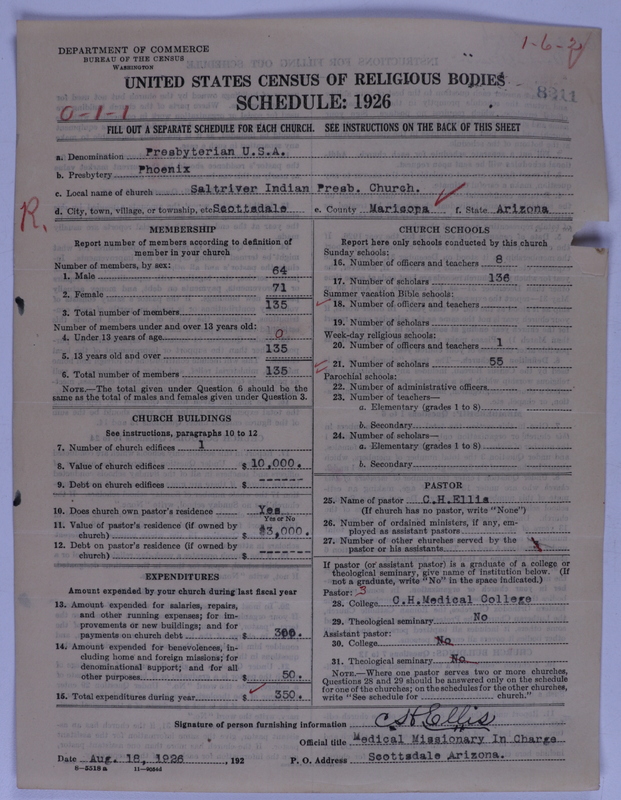 DEPARTMENT OF COMMERCE
BUREAU OF THE CENSUS
WASHINGTON
UNITED STATES CENSUS OF RELIGIOUS BODIES
SCHEDULE: 1926
0-1-1
FILL OUT A SEPARATE SCHEDULE FOR EACH CHURCH. SEE INSTRUCTIONS ON THE BACK OF THIS SHEET
a. Denomination Presbyterian U.S.A.
b. Presbytery Phoenix
c. Local name of church Saltriver Indian Presb. Church.
d. City, town, village, or township, etc Scottsdale e. County Maricopa f. State Arizona
R.
MEMBERSHIP
Report number of members according to definition of
member in your church
Number of members, by sex:
1. Male 64
2. Female 71
3. Total number of members 135
Number of members under and over 13 years old:
4. Under 13 years of age 0
5. 13 years old and over 135
6. Total number of members 135
NOTE.—The total given under Question 6 should be the
same as the total of males and females given under Question 3.
CHURCH BUILDINGS
See instructions, paragraphs 10 to 12
7. Number of church edifices 1
8. Value of church edifices $10,000.
9. Debt on church edifices $ ------
10. Does church own pastor's residence Yes
Yes or No
11. Value of pastor's residence (if owned by
church) $ $3,000.
12. Debt on pastor's residence (if owned by
church) $ ------
EXPENDITURES
Amount expended by your church during last fiscal year
13. Amount expended for salaries, repairs,
and other running expenses; for im-
provements or new buildings; and for
payments on church debt $ 300.
14. Amount expended for benevolences, in-
cluding home and foreign missions; for
denominational support; and for all
other purposes $ 50.
15. Total expenditures during year $ 350.
CHURCH SCHOOLS
Report here only schools conducted by this church
Sunday schools:
16. Number of officers and teachers 8
17. Number of scholars 136
Summer vacation Bible schools:
18. Number of officers and teachers
19. Number of scholars
Week-day religious schools:
20. Number of officers and teachers 1
21. Number of scholars 55
Parochial schools:
22. Number of administrative officers
23. Number of teachers—
a. Elementary (grades 1 to 8)
b. Secondary
24. Number of scholars—
a. Elementary (grades 1 to 8)
b. Secondary
PASTOR
25. Name of pastor C.H.Ellis
(If church has no pastor, write "None")
26. Number of ordained ministers, if any, em-
ployed as assistant pastors
27. Number of other churches served by the
pastor or his assistants
If pastor (or assistant pastor) is a graduate of a college or
theological seminary, give name of institution below. (If
not a graduate, write "No" in the space indicated.)
Pastor: 3
28. College C.H.Medical College
29. Theological seminary No
Assistant pastor:
30. College No
31. Theological seminary No
NOTE.—Where one pastor serves two or more churches,
Questions 28 and 29 should be answered only on the schedule
for one of the churches; on the schedules for the other churches,
write "See schedule for church."
Signature of person furnishing information C H Ellis
Official title Medical Missionary In Charge
Date Aug. 18, 1926, 192 P. O. Address Scottsdale Arizona.
8-5518a 11-9664d